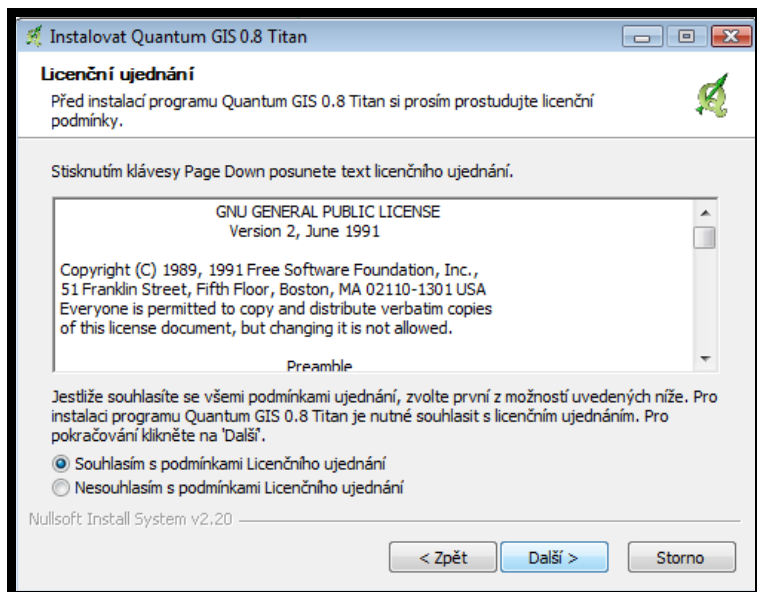 Instalovat Quantum GIS 0.8 Titan
Licenční ujednání
Před instalací programu Quantum GIS 0.8 Titan si prosím prostudujte licenční
podmínky.
Stisknutím klávesy Page Down posunete text licenčního ujednání.
GNU GENERAL PUBLIC LICENSE
Version 2, June 1991
Copyright (C) 1989, 1991 Free Software Foundation, Inc.,
51 Franklin Street, Fifth Floor, Boston, MA 02110-1301 USA
Everyone is permitted to copy and distribute verbatim copies
of this license document, but changing it is not allowed.
Preamble
Jestliže souhlasíte se všemi podmínkami ujednání, zvolte první z možností uvedených níže. Pro
instalaci programu Quantum GIS 0.8 Titan je nutné souhlasit s licenčním ujednáním. Pro
pokračování klikněte na 'Další'.
Souhlasím s podmínkami Licenčního ujednání
Nesouhlasím s podmínkami Licenčního ujednání
Nullsoft Install System v2.20
< Zpět
Další >
Storno